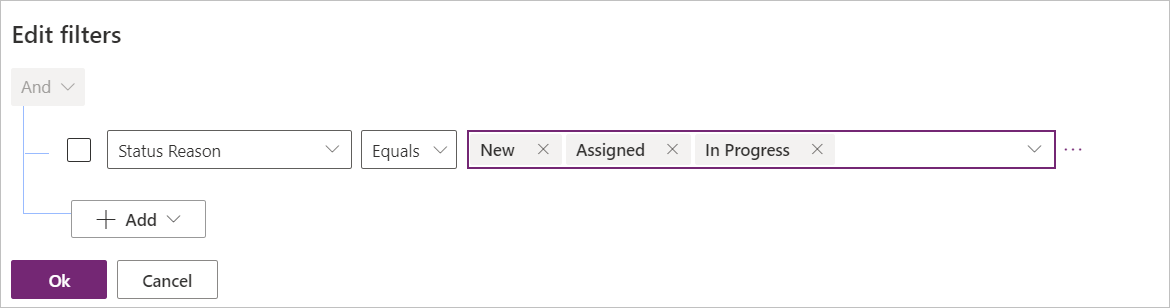 Edit filters
And
Status Reason Equals New Assigned In Progress
Add
Ok Cancel